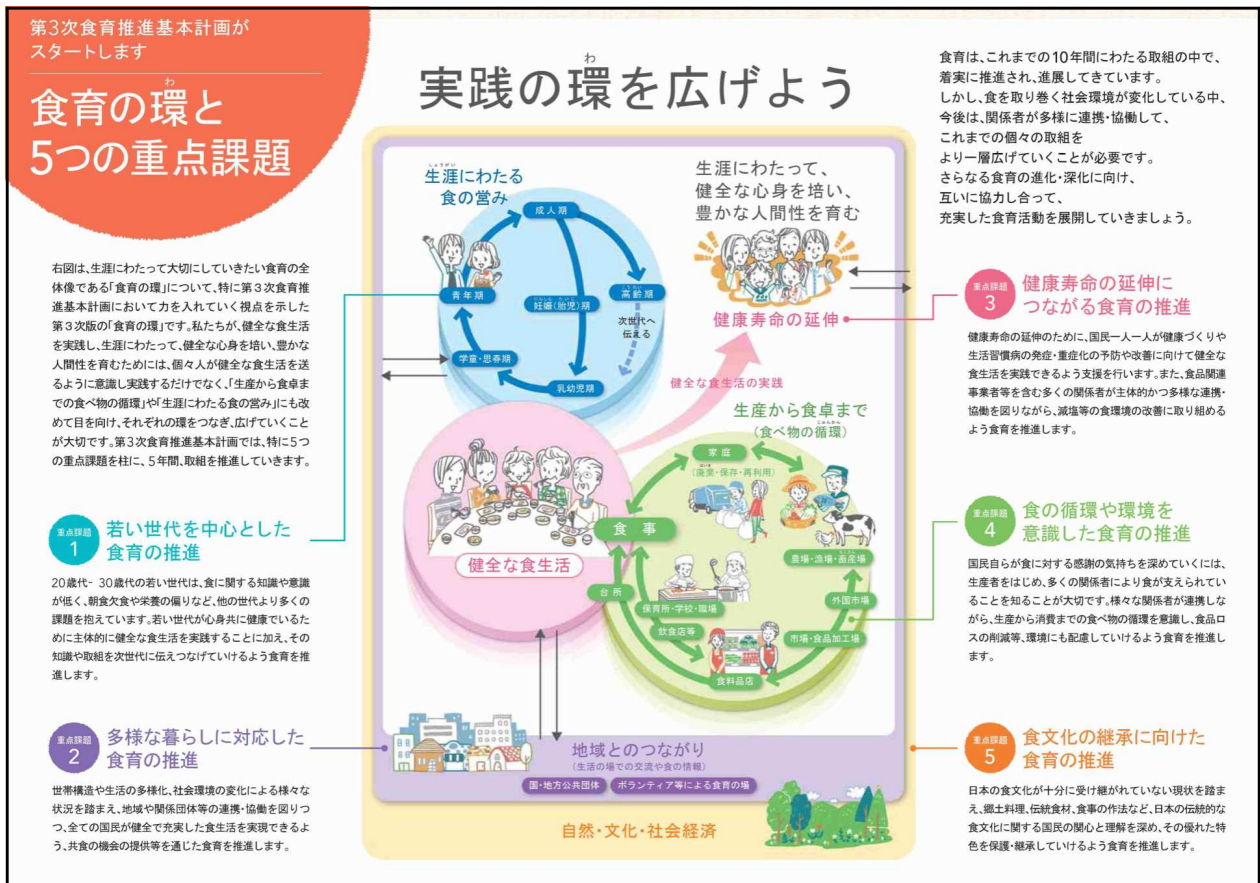 第3次食育推進基本計画が
スタートします
わ
食育の環と
5つの重点課題
右図は、生涯にわたって大切にしていきたい食育の全
体像である「食育の環」について、特に第3次食育推
進基本計画において力を入れていく視点を示した
第3次版の「食育の環」です。私たちが、健全な食生活
を実践し、生涯にわたって、健全な心身を培い、豊かな
人間性を育むためには、個々人が健全な食生活を送
るように意識し実践するだけでなく、「生産から食卓ま
での食べ物の循環」や「生涯にわたる食の営み」にも改
めて目を向け、それぞれの環をつなぎ、広げていくこと
が大切です。第3次食育推進基本計画では、特に5つ
の重点課題を柱に、5年間、取組を推進していきます。
重点課題
1
若い世代を中心とした
食育の推進
20歳代- 30歳代の若い世代は、食に関する知識や意識
が低く、朝食欠食や栄養の偏りなど、他の世代より多くの
課題を抱えています。若い世代が心身共に健康でいるた
めに主体的に健全な食生活を実践することに加え、その
知識や取組を次世代に伝えつなげていけるよう食育を推
進します。
重点課題
2
多様な暮らしに対応した
食育の推進
世帯構造や生活の多様化、社会環境の変化による様々な
状況を踏まえ、地域や関係団体等の連携・協働を図りつ
つ、全ての国民が健全で充実した食生活を実現できるよ
う、共食の機会の提供等を通じた食育を推進します。
わ
実践の環を広げよう
しょうがい
生涯にわたる
食の営み
成人期
青年期
にんしん たいじ
妊娠(胎児)期
こうれい
高齢期
次世代へ
伝える
学童・思春期
乳幼児期
生涯にわたって、
健全な心身を培い、
豊かな人間性を育む
健康寿命の延伸
健全な食生活の実践
生産から食卓まで
じゅんかん
(食べ物の循環)
家庭
はいき
(廃棄・保存・再利用)
食事
健全な食生活
農場・漁場・畜産場
台所
保育所・学校・職場
外国市場
飲食店等
市場・食品加工場
食料品店
地域とのつながり
(生活の場での交流や食の情報)
国・地方公共団体
ボランティア等による食育の場
自然・文化・社会経済
食育は、これまでの10年間にわたる取組の中で、
着実に推進され、進展してきています。
しかし、食を取り巻く社会環境が変化している中、
今後は、関係者が多様に連携・協働して、
これまでの個々の取組を
より一層広げていくことが必要です。
さらなる食育の進化・深化に向け、
互いに協力し合って、
充実した食育活動を展開していきましょう。
重点課題
3
健康寿命の延伸に
つながる食育の推進
健康寿命の延伸のために、国民一人一人が健康づくりや
生活習慣病の発症・重症化の予防や改善に向けて健全な
食生活を実践できるよう支援を行います。また、食品関連
事業者等を含む多くの関係者が主体的かつ多様な連携・
協働を図りながら、減塩等の食環境の改善に取り組める
よう食育を推進します。
重点課題
4
食の循環や環境を
意識した食育の推進
国民自らが食に対する感謝の気持ちを深めていくには、
生産者をはじめ、多くの関係者により食が支えられてい
ることを知ることが大切です。様々な関係者が連携しな
がら、生産から消費までの食べ物の循環を意識し、食品ロ
スの削減等、環境にも配慮していけるよう食育を推進し
ます。
重点課題
5
食文化の継承に向けた
食育の推進
日本の食文化が十分に受け継がれていない現状を踏ま
え、郷土料理、伝統食材、食事の作法など、日本の伝統的な
食文化に関する国民の関心と理解を深め、その優れた特
色を保護・継承していけるよう食育を推進します。